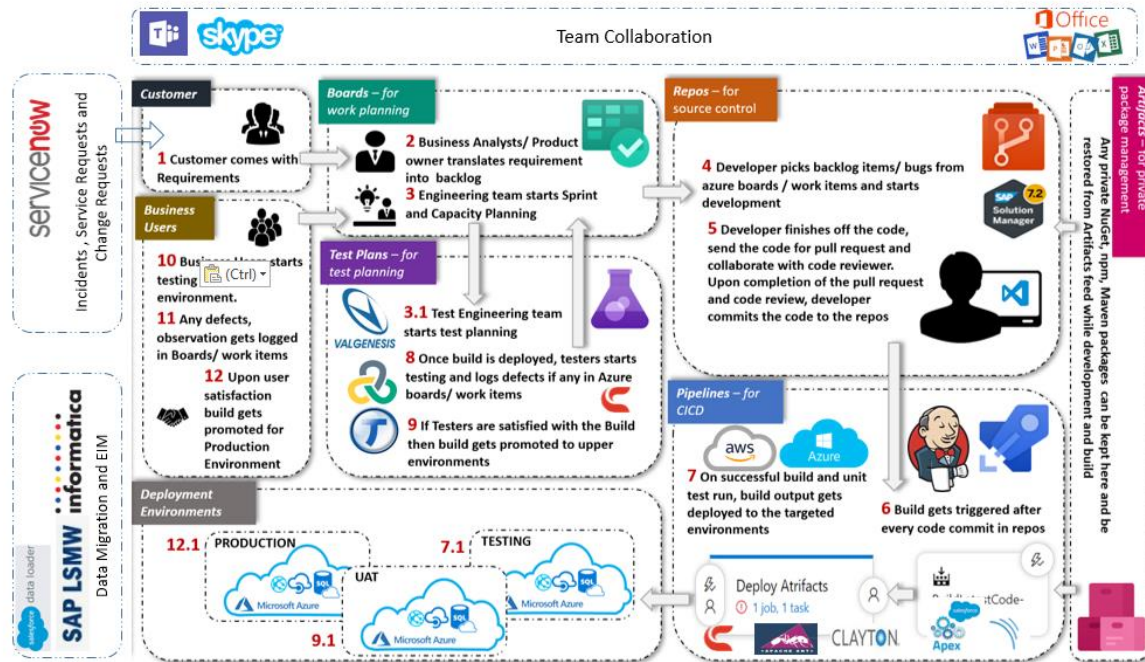 skype
Team Collaboration
Office
servicenow
Incidents , Service Requests and
Change Requests
Customer
1 Customer comes with
Requirements
Boards – for
work planning
2 Business Analysts/ Product
owner translates requirement
into backlog
3 Engineering team starts Sprint
and Capacity Planning
Repos – for
source control
4 Developer picks backlog items/ bugs from
azure boards / work items and starts
development
5 Developer finishes off the code,
send the code for pull request and
collaborate with code reviewer.
Upon completion of the pull request
and code review, developer
commits the code to the repos
SAP 7.2
Solution
Manager
Artifacts – for private
package management
Any private NuGet, npm, Maven packages can be kept here and be
restored from Artifacts feed while development and build
Business
Users
10 Business Users starts
testing
(Ctrl)
environment.
11 Any defects,
observation gets logged
in Boards/ work items
12 Upon user
satisfaction
build gets
promoted for
Production
Environment
Test Plans – for
test planning
VALGENESIS
3.1 Test Engineering team
starts test planning
8 Once build is deployed, testers starts
testing and logs defects if any in Azure
boards/ work items
9 If Testers are satisfied with the Build
then build gets promoted to upper
environments
Pipelines – for
CICD
aws
Azure
7 On successful build and unit
test run, build output gets
deployed to the targeted
environments
6 Build gets triggered after
every code commit in repos
Deploy Atrifacts
1 job, 1 task
CLAYTON
salesforce
Apex
Data Migration and EIM
informatica
SAP LSMW
salesforce
data loader
Deployment
Environments
12.1
PRODUCTION
SQL
Microsoft Azure
7.1
TESTING
SQL
Microsoft Azure
9.1
UAT
SQL
Microsoft Azure